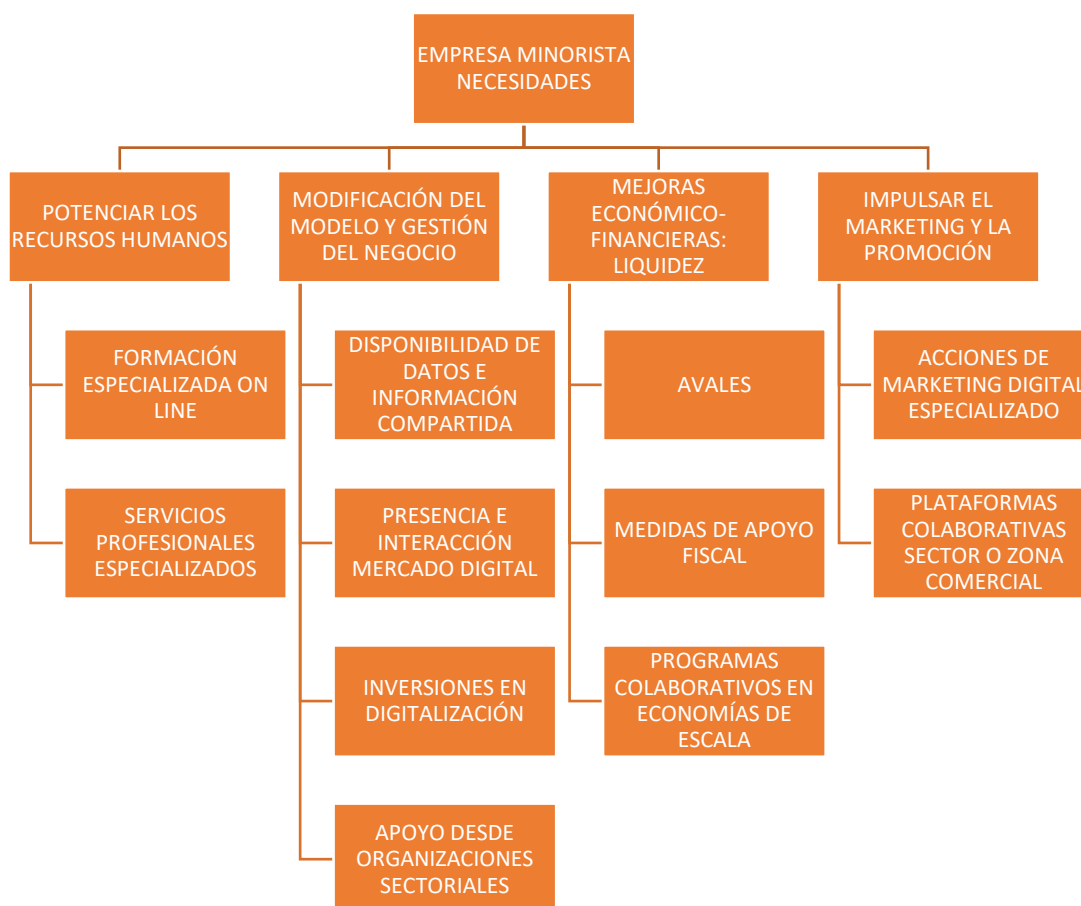 EMPRESA MINORISTA
NECESIDADES
POTENCIAR LOS
RECURSOS HUMANOS
FORMACIÓN
ESPECIALIZADA ON
LINE
SERVICIOS
PROFESIONALES
ESPECIALIZADOS
MODIFICACIÓN DEL
MODELO Y GESTIÓN
DEL NEGOCIO
DISPONIBILIDAD DE
DATOS E
INFORMACIÓN
COMPARTIDA
PRESENCIA E
INTERACCIÓN
MERCADO DIGITAL
INVERSIONES EN
DIGITALIZACIÓN
APOYO DESDE
ORGANIZACIONES
SECTORIALES
MEJORAS
ECONÓMICO-
FINANCIERAS:
LIQUIDEZ
AVALES
MEDIDAS DE APOYO
FISCAL
PROGRAMAS
COLABORATIVOS EN
ECONOMÍAS DE
ESCALA
IMPULSAR EL
MARKETING Y LA
PROMOCIÓN
ACCIONES DE
MARKETING DIGITAL
ESPECIALIZADO
PLATAFORMAS
COLABORATIVAS
SECTOR O ZONA
COMERCIAL